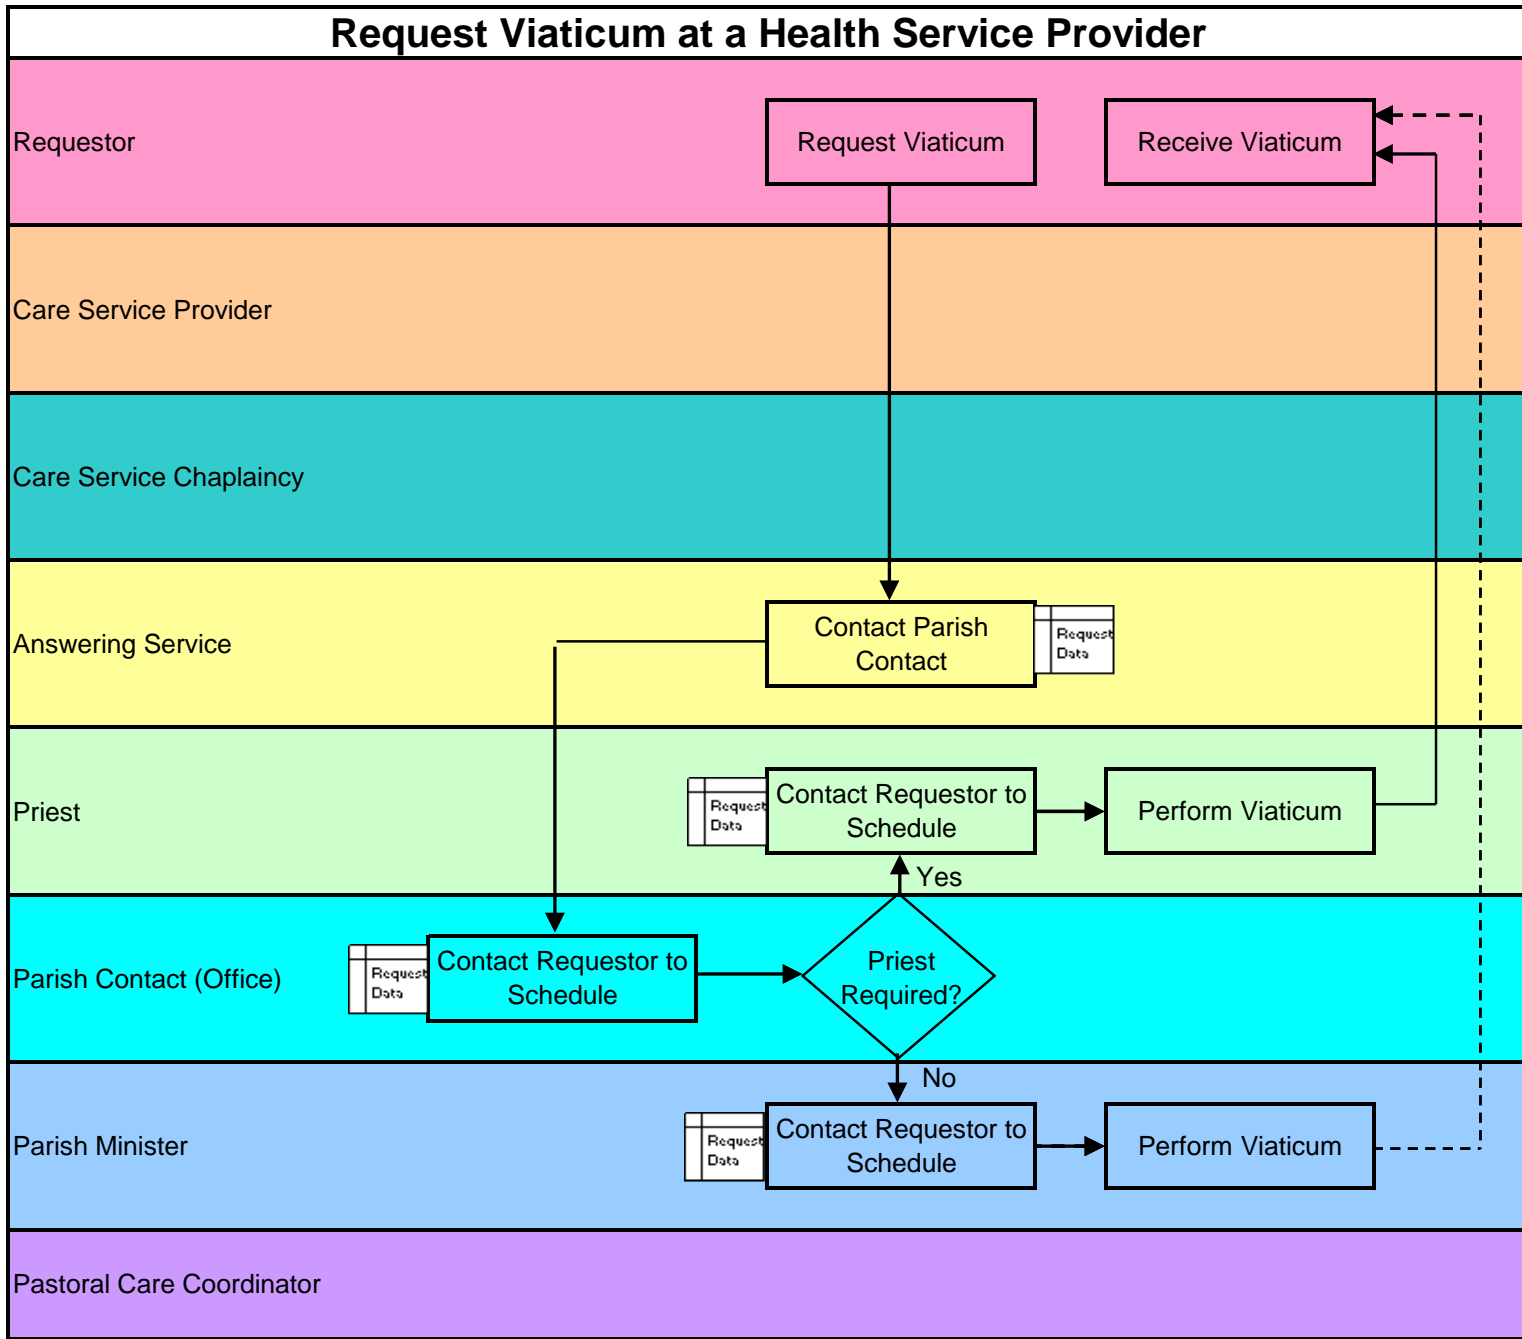 Request Viaticum at a Health Service Provider
Requestor
Request Viaticum
Receive Viaticum
Care Service Provider
Care Service Chaplaincy
Answering Service
Contact Parish
Contact
Request
Data
Priest
Request
Data
Contact Requestor to
Schedule
Perform Viaticum
Yes
Parish Contact (Office)
Request
Data
Contact Requestor to
Schedule
Priest
Required?
No
Parish Minister
Request
Data
Contact Requestor to
Schedule
Perform Viaticum
Pastoral Care Coordinator